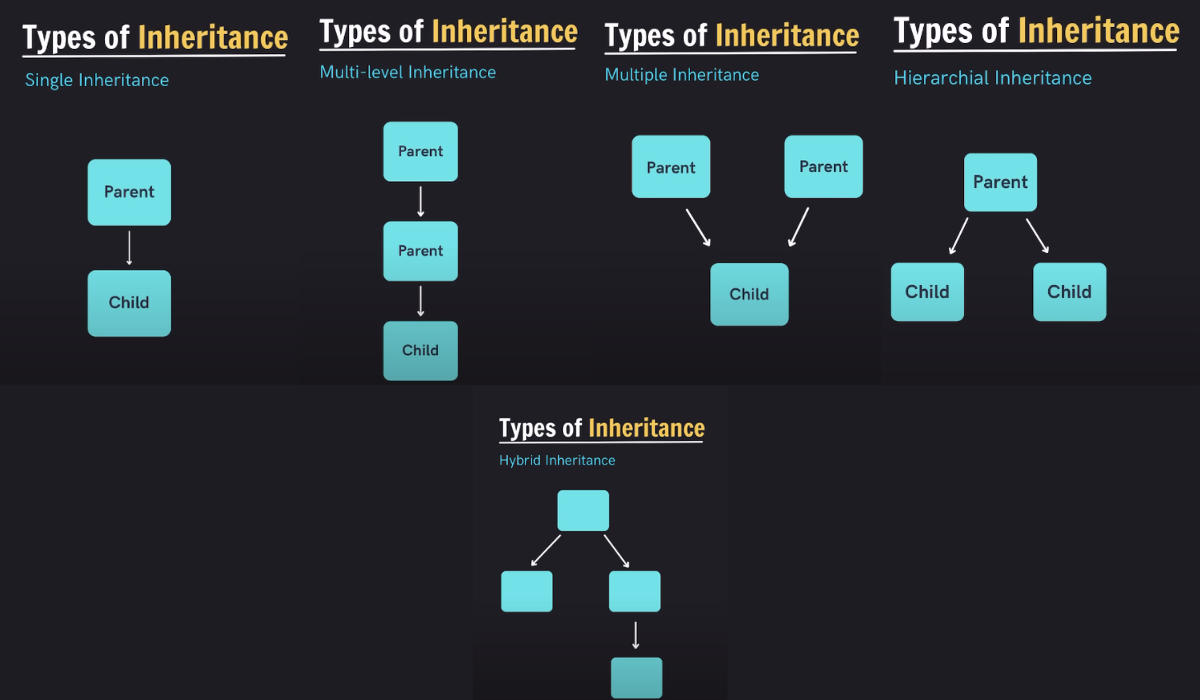 Types of Inheritance
Single Inheritance
Parent
Child
Types of Inheritance
Multi-level Inheritance
Parent
Parent
Child
Types of Inheritance
Multiple Inheritance
Parent
Parent
Child
Types of Inheritance
Hierarchial Inheritance
Parent
Child
Child
Types of Inheritance
Hybrid Inheritance